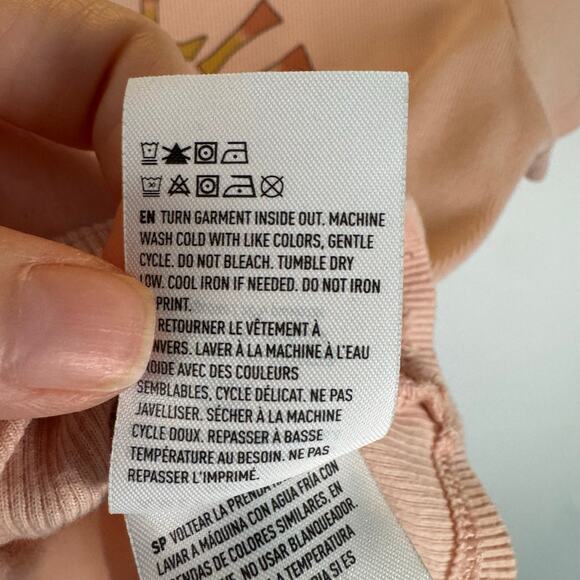 30
EN TURN GARMENT INSIDE OUT. MACHINE
WASH COLD WITH LIKE COLORS, GENTLE
CYCLE. DO NOT BLEACH. TUMBLE DRY
LOW. COOL IRON IF NEEDED. DO NOT IRON
PRINT.
RETOURNER LE VÊTEMENT À
L'ENVERS. LAVER À LA MACHINE À L'EAU
FROIDE AVEC DES COULEURS
SEMBLABLES, CYCLE DÉLICAT. NE PAS
JAVELLISER. SÉCHER À LA MACHINE
CYCLE DOUX. REPASSER À BASSE
TEMPÉRATURE AU BESOIN. NE PAS
REPASSER L'IMPRIMÉ.
SP VOLTEAR LA PRENDA
LAVAR A MÁQUINA CON AGUA FRÍA CON
PRENDAS DE COLORES SIMILARES, EN
NO USAR BLANQUEADOR.
A TEMPERATURA
SI ES